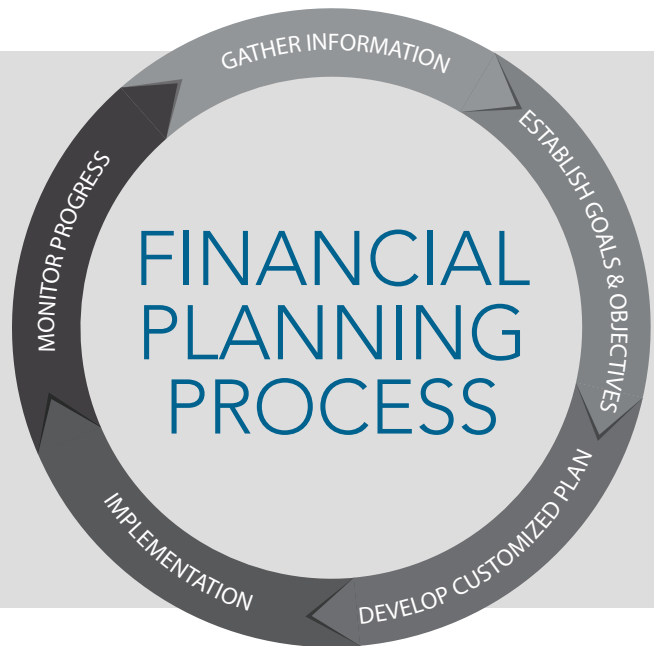 GATHER INFORMATION
ESTABLISH GOALS & OBJECTIVES
DEVELOP CUSTOMIZED PLAN
IMPLEMENTATION
MONITOR PROGRESS
FINANCIAL
PLANNING
PROCESS